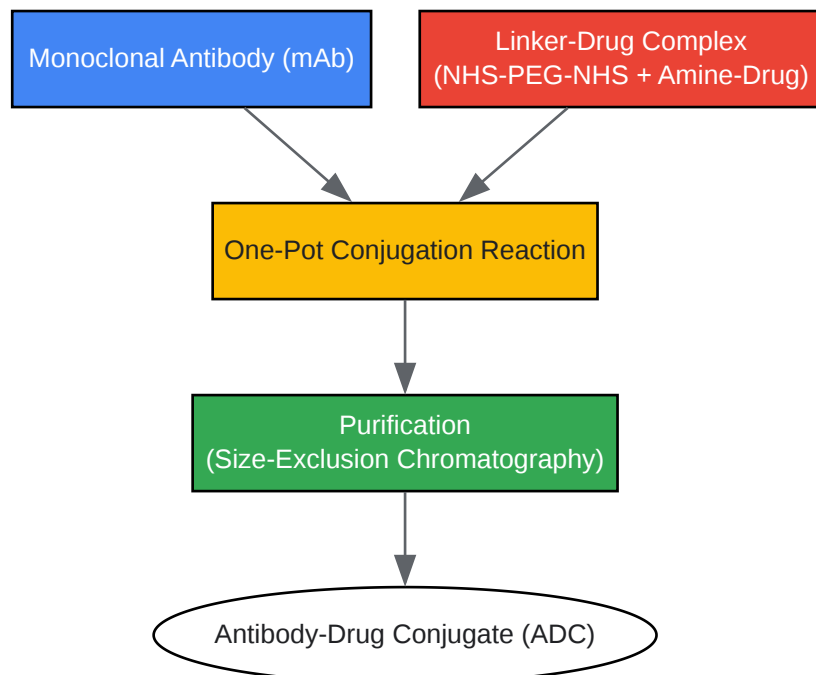 Monoclonal Antibody (mAb)
Linker-Drug Complex
(NHS-PEG-NHS + Amine-Drug)
One-Pot Conjugation Reaction
Purification
(Size-Exclusion Chromatography)
Antibody-Drug Conjugate (ADC)